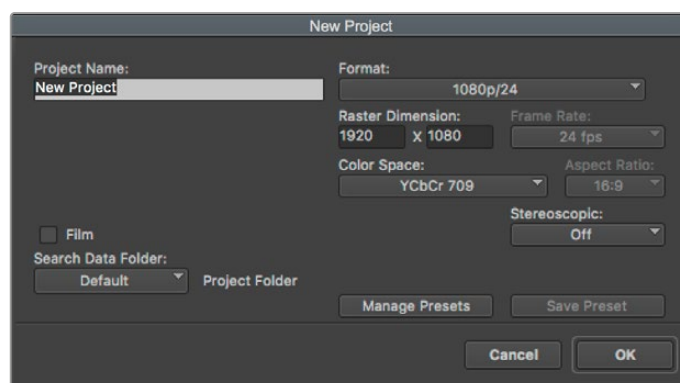 New Project
Project Name:
New Project
Film
Search Data Folder:
Default
Project Folder
Format:
1080p/24
Raster Dimension:
1920 x 1080
Frame Rate:
24 fps
Color Space:
YCbCr 709
Aspect Ratio:
16:9
Stereoscopic:
Off
Manage Presets
Save Preset
Cancel
OK